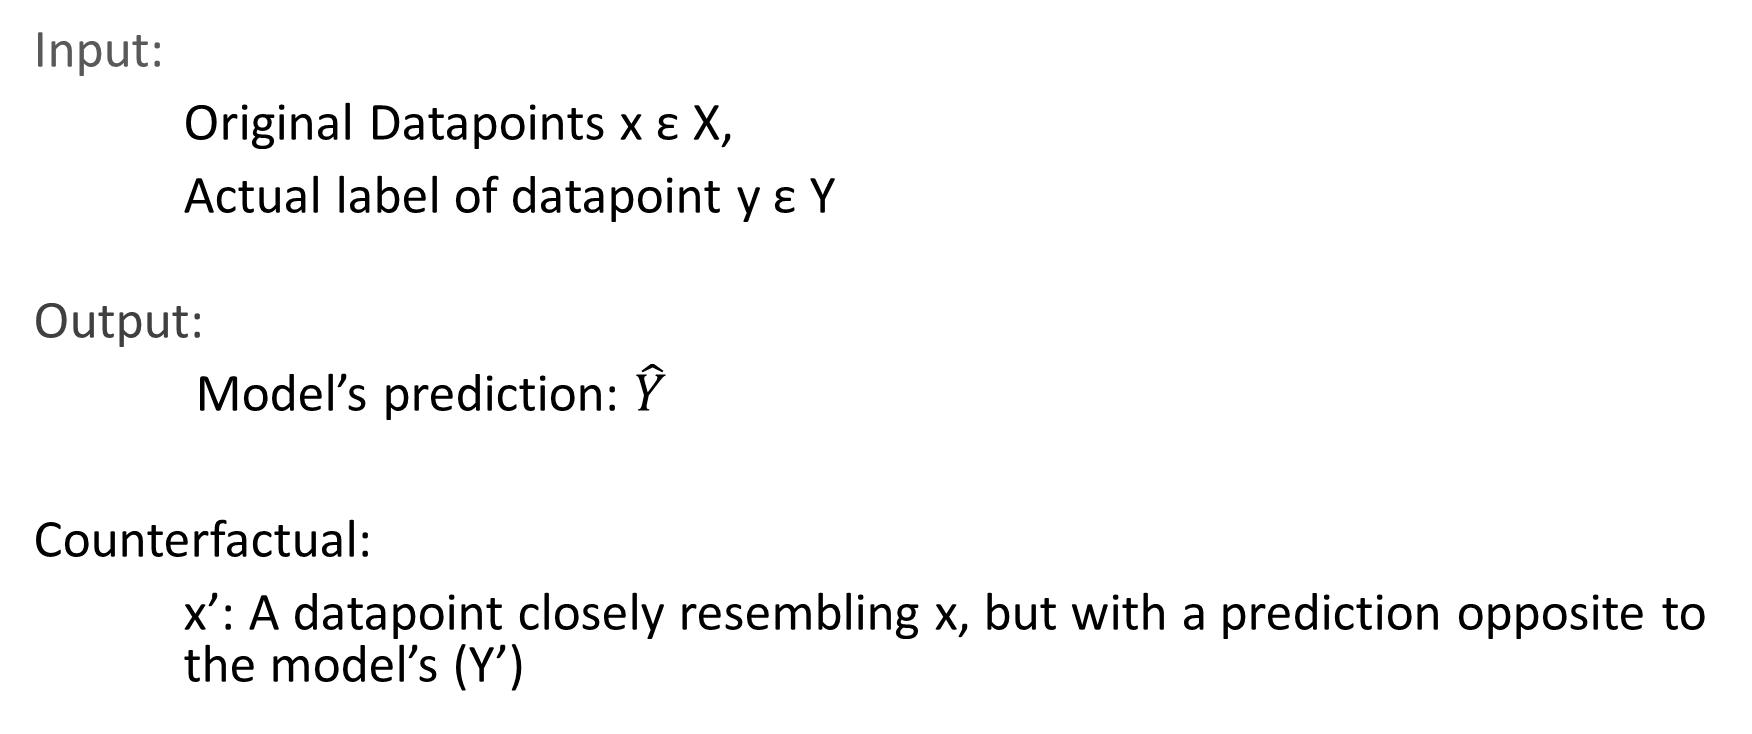 Input:
Original Datapoints x ε X,
Actual label of datapoint y ε Y
Output:
Model’s prediction: Ŷ
Counterfactual:
x’: A datapoint closely resembling x, but with a prediction opposite to
the model’s (Y’)